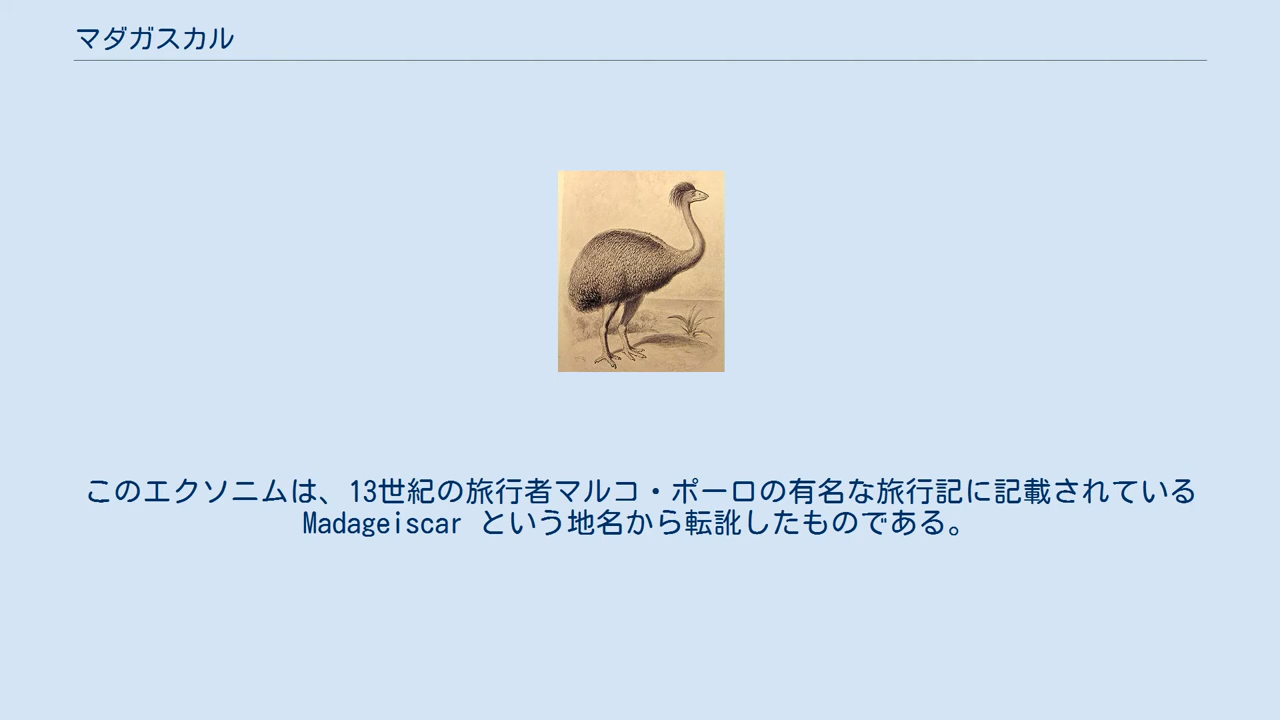 マダガスカル
このエクソニムは、13世紀の旅行者マルコ・ポーロの有名な旅行記に記載されている
Madageiscar という地名から転訛したものである。